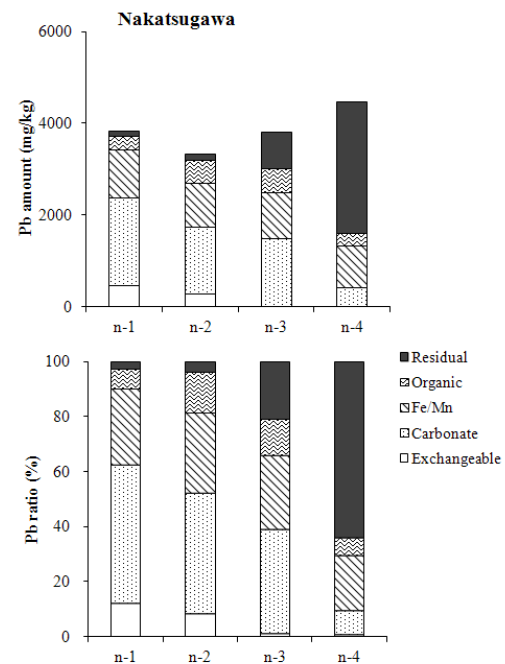 Nakatsugawa
6000
4000
2000
0
Pb amount (mg/kg)
n-1 n-2 n-3 n-4
100
80
60
40
20
0
Pb ratio (%)
n-1 n-2 n-3 n-4
Residual
Organic
Fe/Mn
Carbonate
Exchangeable